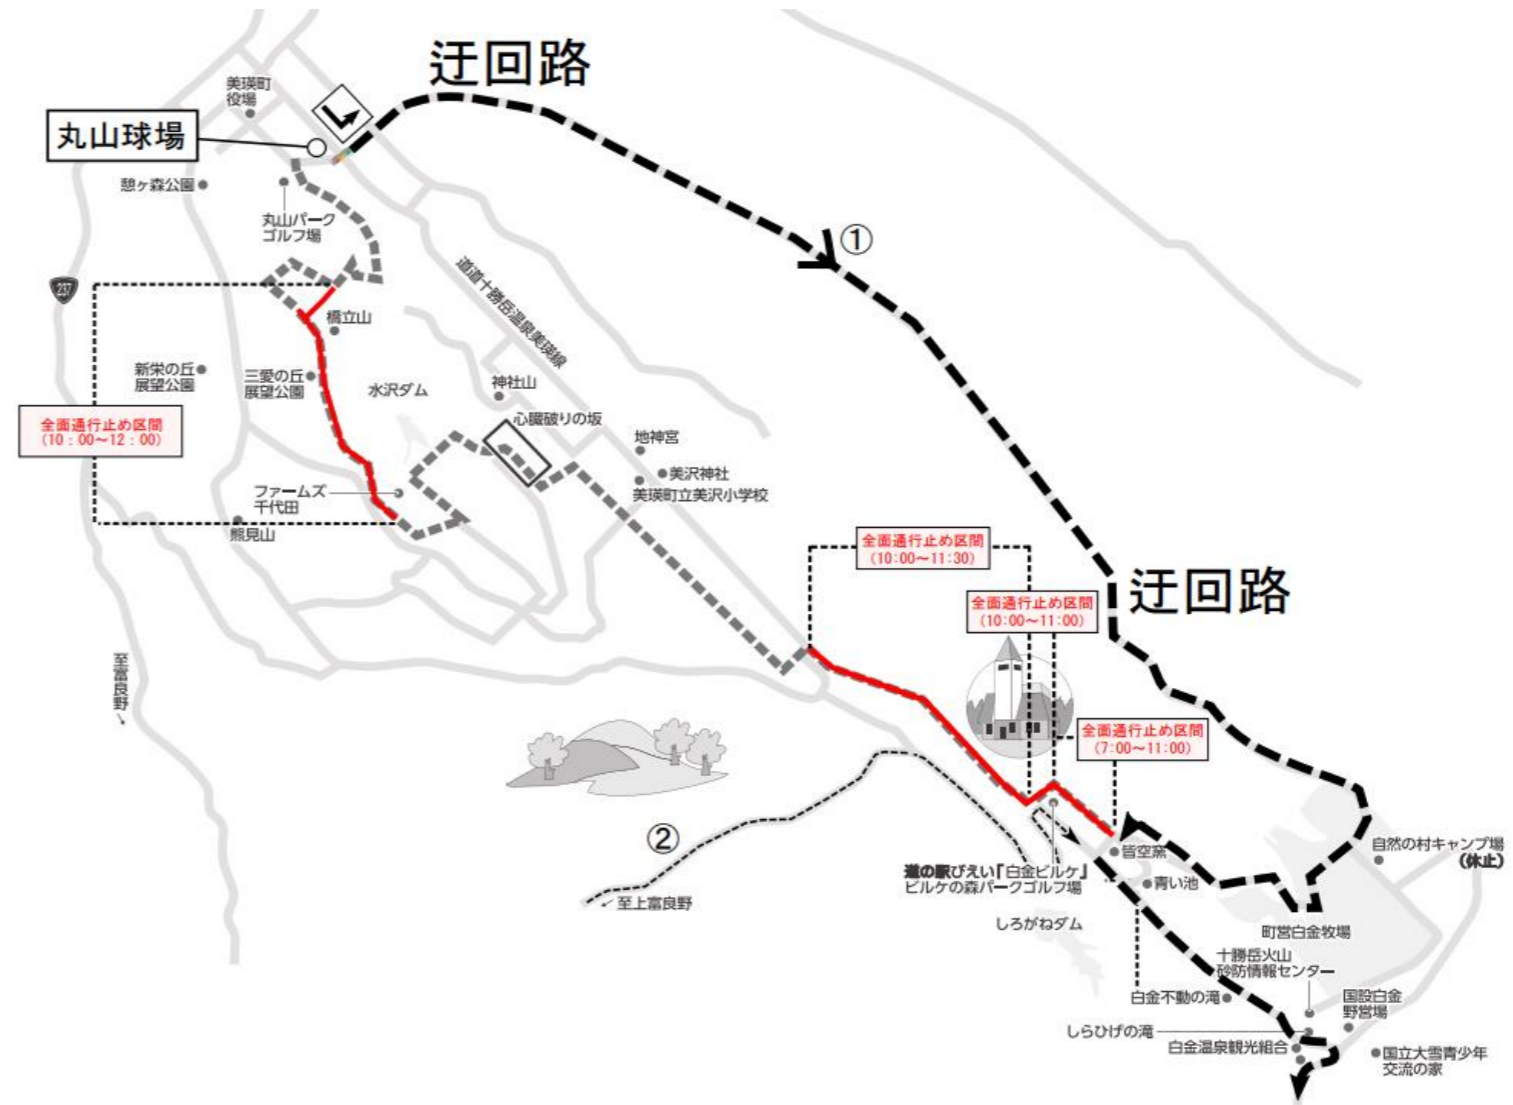 迂回路
美瑛町
役場
丸山球場
憩ヶ森公園
丸山パーク
ゴルフ場
①
道道十勝岳温泉美瑛線
237
橋立山
新栄の丘
展望公園
三愛の丘
展望公園
水沢ダム
神社山
心臓破りの坂
全面通行止め区間
(10:00~12:00)
地神宮
美沢神社
美瑛町立美沢小学校
ファームズ
千代田
熊見山
全面通行止め区間
(10:00~11:30)
迂回路
全面通行止め区間
(10:00~11:00)
至富良野
全面通行止め区間
(7:00~11:00)
②
至上富良野
皆空窯
自然の村キャンプ場
(休止)
道の駅びえい「白金ビルケ」
ビルケの森パークゴルフ場
青い池
しろがねダム
町営白金牧場
十勝岳火山
砂防情報センター
白金不動の滝
国設白金
野営場
しらひげの滝
白金温泉観光組合
国立大雪青少年
交流の家